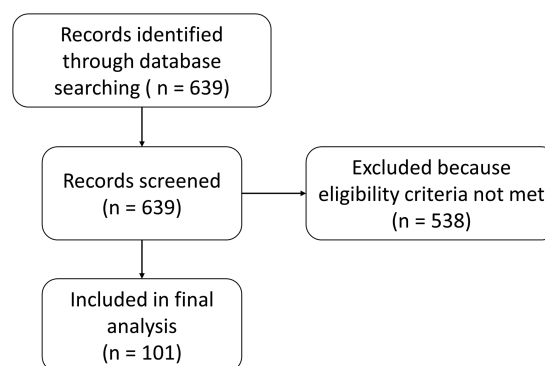 Records identified
through database
searching ( n = 639)
Records screened
(n = 639)
Excluded because
eligibility criteria not met
(n = 538)
Included in final
analysis
(n = 101)